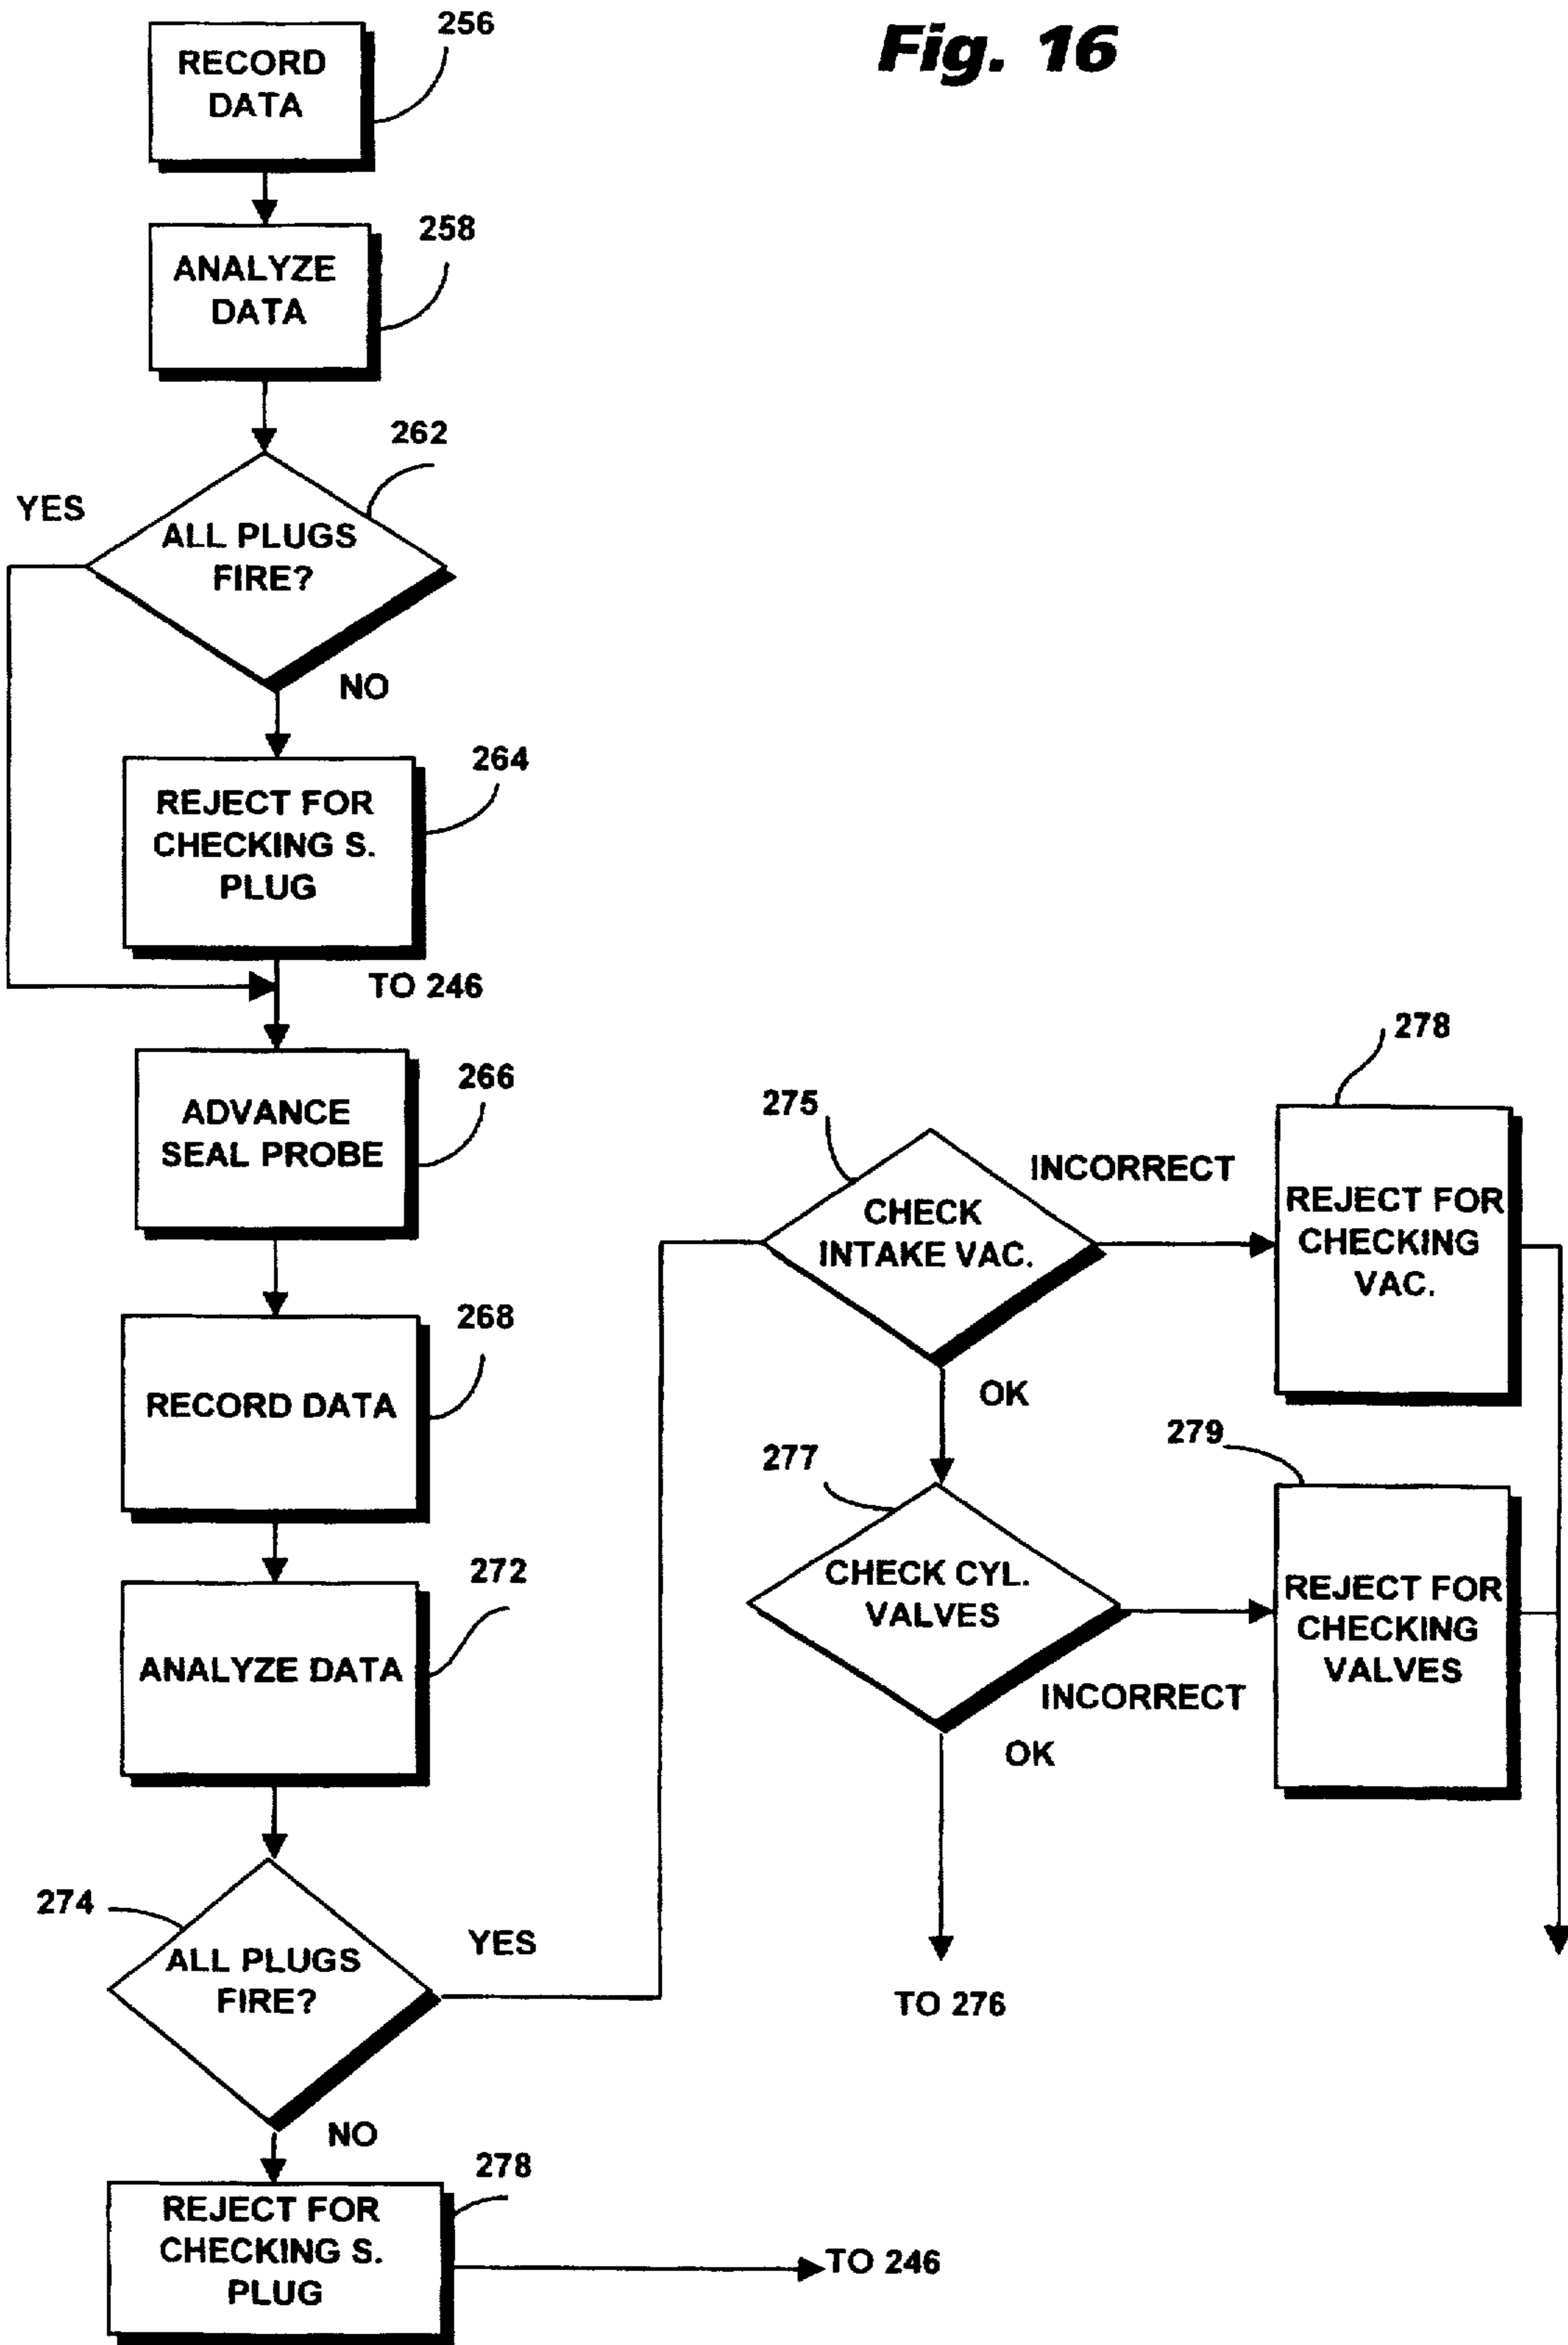 Fig. 16
256
RECORD
DATA
258
ANALYZE
DATA
262
YES
ALL PLUGS
FIRE?
NO
264
REJECT FOR
CHECKING S.
PLUG
TO 246
266
ADVANCE
SEAL PROBE
268
RECORD DATA
272
ANALYZE DATA
274
ALL PLUGS
FIRE?
YES
NO
278
REJECT FOR
CHECKING S.
PLUG
TO 246
275
CHECK
INTAKE VAC.
INCORRECT
278
REJECT FOR
CHECKING
VAC.
OK
277
CHECK CYL.
VALVES
INCORRECT
279
REJECT FOR
CHECKING
VALVES
OK
TO 276